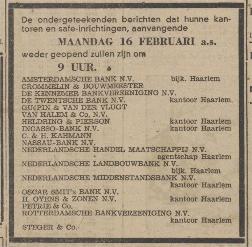 De ondergeteekenden berichten dat hunne kan-
toren en safe-inrichtingen, aanvangende
MAANDAG 16 FEBRUARI a.s.
weder geopend zullen zijn om
9 UUR.
AMSTERDAMSCHE BANK N.V. bijk. Haarlem
CROMMELIN & BOUWMEESTER
DE KENNEMER BANKVEREENIGING N.V.
DE TWENTSCHE BANK N.V. kantoor Haarlem
GUEPIN & VAN DER VLUGT
VAN HALEM & Co. N.V.
HELDRING & PIERSON kantoor Haarlem
INCASSO-BANK N.V. kantoor Haarlem
C. & H. KAHMANN
NASSAU-BANK N.V.
NEDERLANDSCHE HANDEL MAATSCHAPPIJ N.V.
agentschap Haarlem
NEDERLANDSCHE LANDBOUWBANK N.V.
bijk. Haarlem
NEDERLANDSCHE MIDDENSTANDSBANK N.V.
kantoor Haarlem
OSCAR SMIT's BANK N.V.
H. OYENS & ZONEN N.V. kantoor Haarlem
PETRIE & Co.
ROTTERDAMSCHE BANKVEREENIGING N.V.
kantoor Haarlem
STEGER & Co.